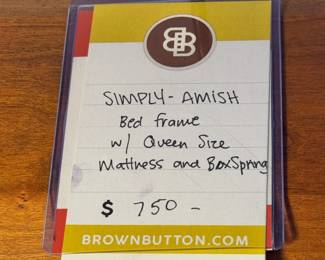 SIMPLY-AMISH
Bed frame
w/ Queen Size
Mattress and BoxSpring
$ 750 -
BROWNBUTTON.COM